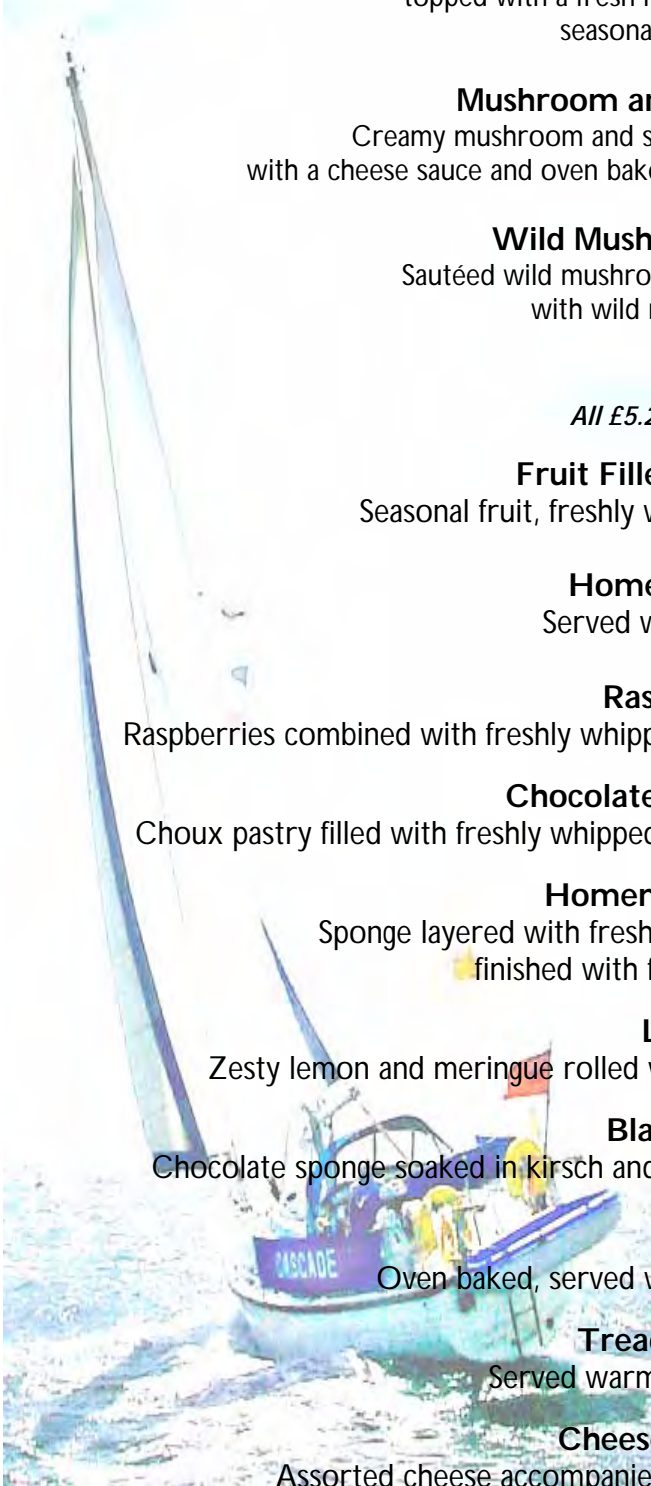 topped with a fresh
seasona
Mushroom a
Creamy mushroom and s
with a cheese sauce and oven bak
Wild Mush
Sautéed wild mushro
with wild
All £5.2
Fruit Fill
Seasonal fruit, freshly
Home
Served
Ras
Raspberries combined with freshly whipp
Chocolate
Choux pastry filled with freshly whipped
Homem
Sponge layered with fresh
finished with
L
Zesty lemon and meringue rolled
Bla
Chocolate sponge soaked in kirsch and
CASCADE
Oven baked, served
Trea
Served warm
Chees
Assorted cheese accompanie